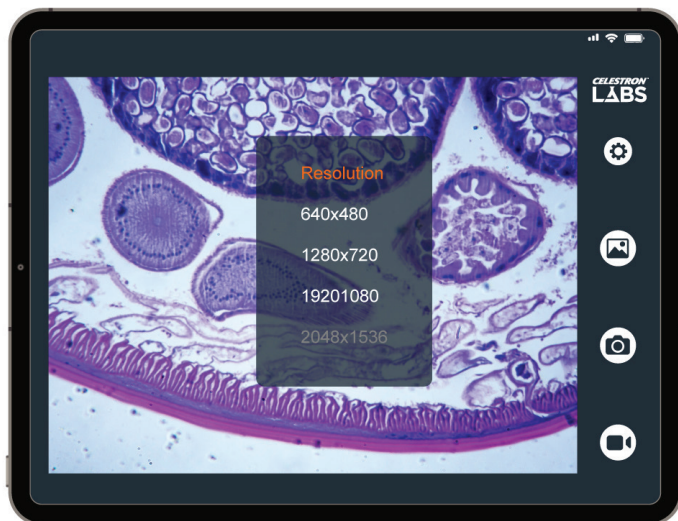 CELESTRON
LABS
Resolution
640x480
1280x720
19201080
2048x1536